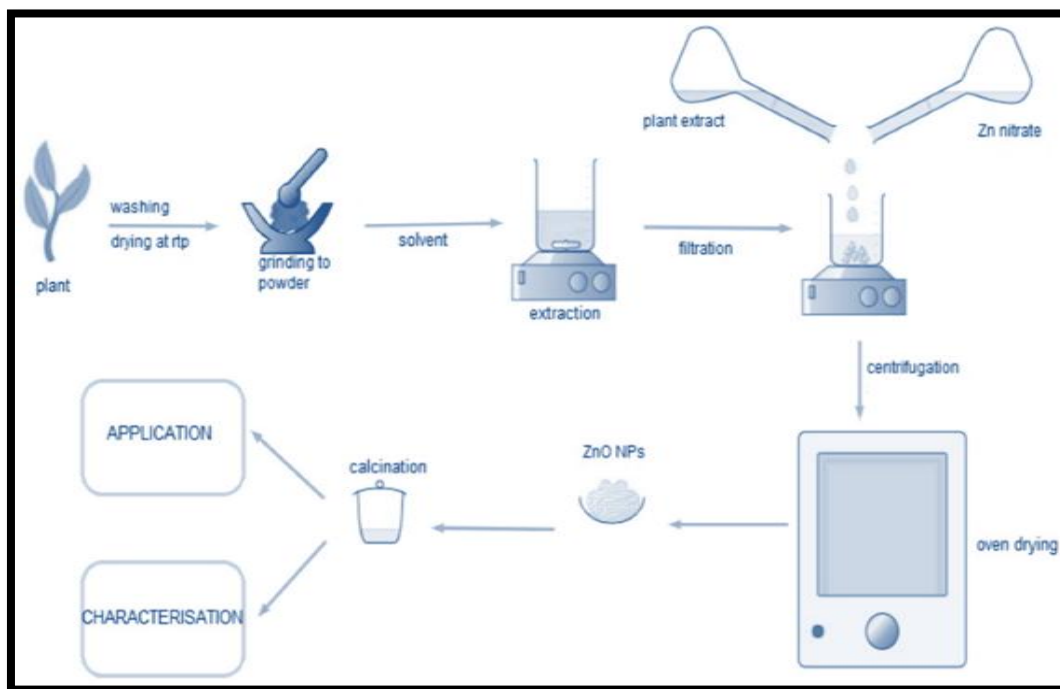 plant extract
Zn nitrate
washing
drying at rtp
plant
grinding to
powder
solvent
extraction
filtration
centrifugation
oven drying
ZnO NPs
calcination
APPLICATION
CHARACTERISATION